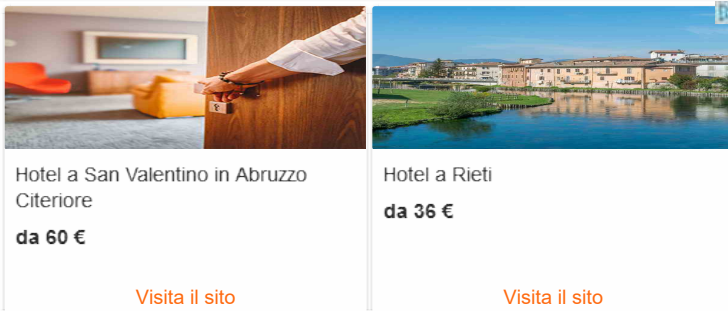 Hotel a San Valentino in Abruzzo
Citeriore
da 60 €
Visita il sito
Hotel a Rieti
da 36 €
Visita il sito